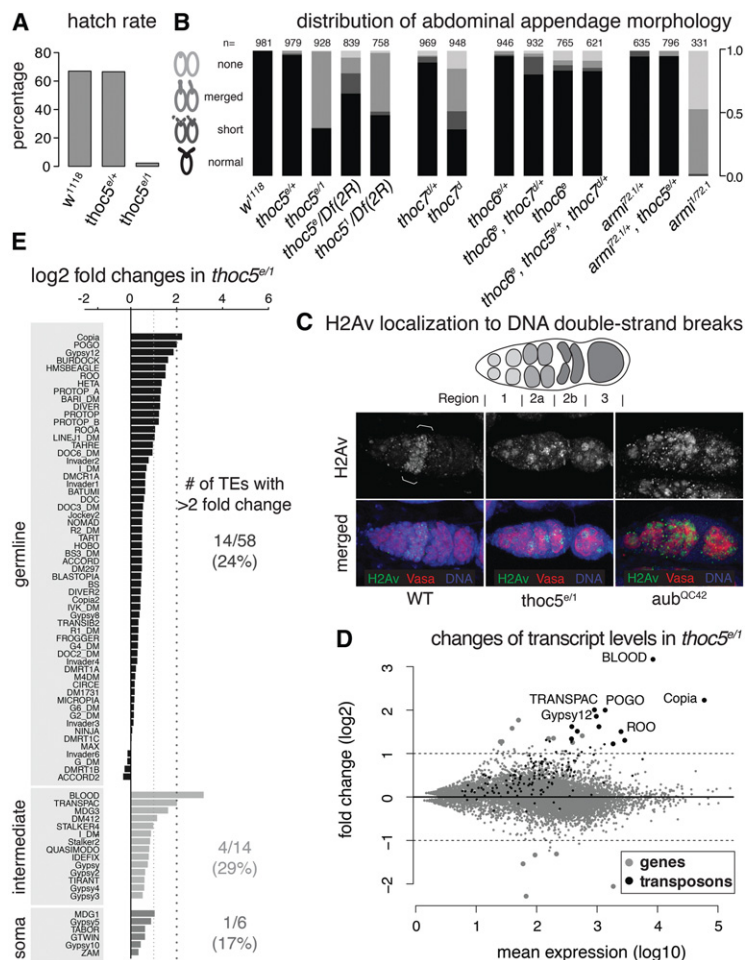 A hatch rate
percentage
80
60
40
20
0
w1118
thoc5e/+
thoc5e/1
B distribution of abdominal appendage morphology
n= 981 979 928 839 758 969 948 946 932 765 621 635 796 331
none
merged
short
normal
1.0
0.5
0.0
w1118
thoc5e/+
thoc5e/1
thoc5e/Df(2R)
thoc51/Df(2R)
thoc7d/+
thoc7d
thoc6e/+
thoc6e, thoc7d/+
thoc6e
thoc6e, thoc5e/+, thoc7d/+
armi72.1/+
armi72.1/+, thoc5e/+
armi1/72.1
E
log2 fold changes in thoc5e/1
-2 0 2 4 6
germline
Copia
POGO
Gypsy12
BURDOCK
HMSBEAGLE
ROO
HETA
PROTOP_A
BARI_DM
DIVER
PROTOP
PROTOP_B
ROOA
LINEJ1_DM
TAHRE
DOC6_DM
Invader2
I_DM
DMCR1A
Invader1
BATUMI
DOC
DOC3_DM
Jockey2
NOMAD
R2_DM
TART
HOBO
BS3_DM
ACCORD
DM297
BLASTOPIA
BS
DIVER2
Copia2
IVK_DM
Gypsy8
TRANSIB2
R1_DM
FROGGER
G4_DM
DOC2_DM
Invader4
DMRT1A
M4DM
CIRCE
DM1731
MICROPIA
G6_DM
G2_DM
Invader3
NINJA
DMRT1C
MAX
Invader6
G_DM
DMRT1B
ACCORD2
# of TEs with
>2 fold change
14/58
(24%)
intermediate
BLOOD
TRANSPAC
MDG3
DM412
STALKER4
I_DM
Stalker2
QUASIMODO
IDEFIX
Gypsy
Gypsy2
TIRANT
Gypsy4
Gypsy3
4/14
(29%)
soma
MDG1
Gypsy5
TABOR
GTWIN
Gypsy10
ZAM
1/6
(17%)
C H2Av localization to DNA double-strand breaks
Region | 1 | 2a | 2b | 3 |
H2Av
merged
H2Av Vasa DNA
H2Av Vasa DNA
H2Av Vasa DNA
WT
thoc5e/1
aubQC42
D changes of transcript levels in thoc5e/1
fold change (log2)
3
2
1
0
−1
−2
BLOOD
TRANSPAC
POGO
Copia
Gypsy12
ROO
genes
transposons
0 1 2 3 4 5
mean expression (log10)